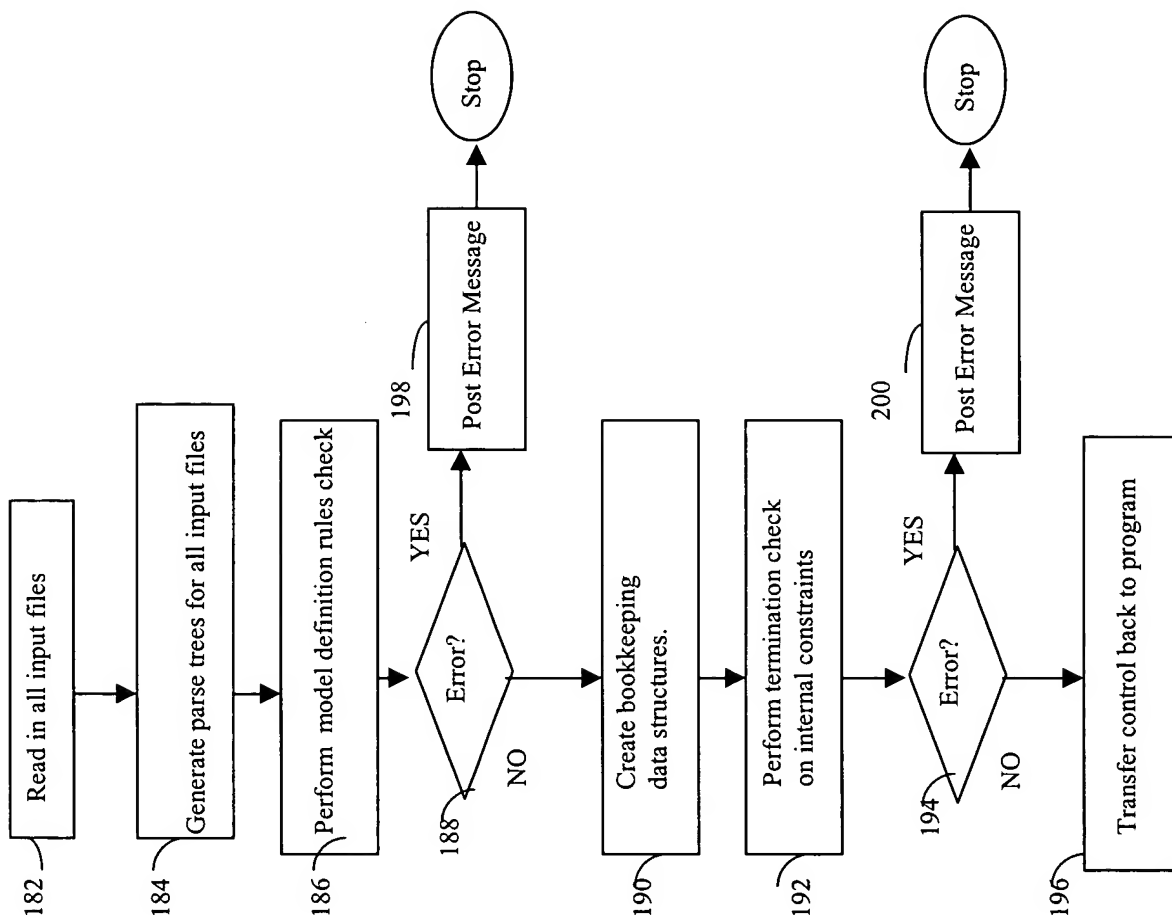 182
Read in all input files
184
Generate parse trees for all input files
186
Perform model definition rules check
188
Error?
YES
198
Post Error Message
Stop
NO
190
Create bookkeeping
data structures.
192
Perform termination check
on internal constraints
194
Error?
YES
200
Post Error Message
Stop
NO
196
Transfer control back to program